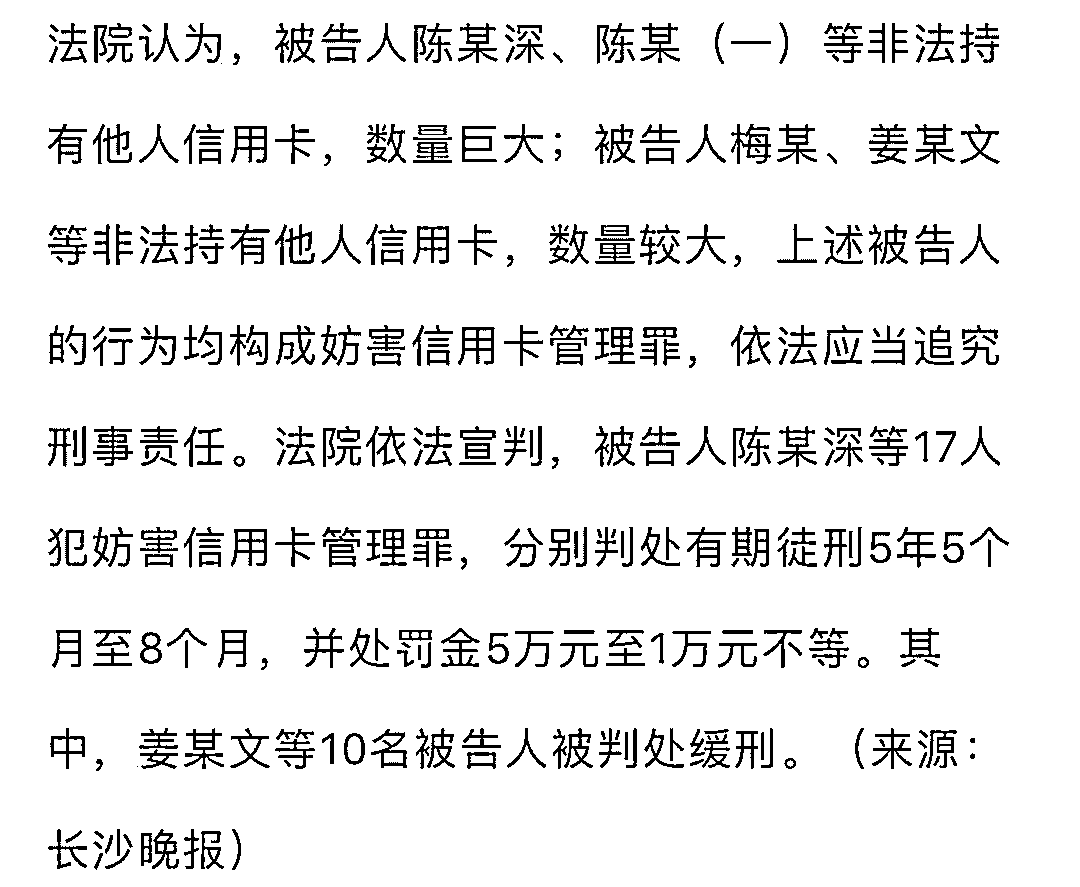 法院认为，被告人陈某深、陈某（一）等非法持
有他人信用卡，数量巨大；被告人梅某、姜某文
等非法持有他人信用卡，数量较大，上述被告人
的行为均构成妨害信用卡管理罪，依法应当追究
刑事责任。法院依法宣判，被告人陈某深等17人
犯妨害信用卡管理罪，分别判处有期徒刑5年5个
月至8个月，并处罚金5万元至1万元不等。其
中，姜某文等10名被告人被判处缓刑。（来源：
长沙晚报）